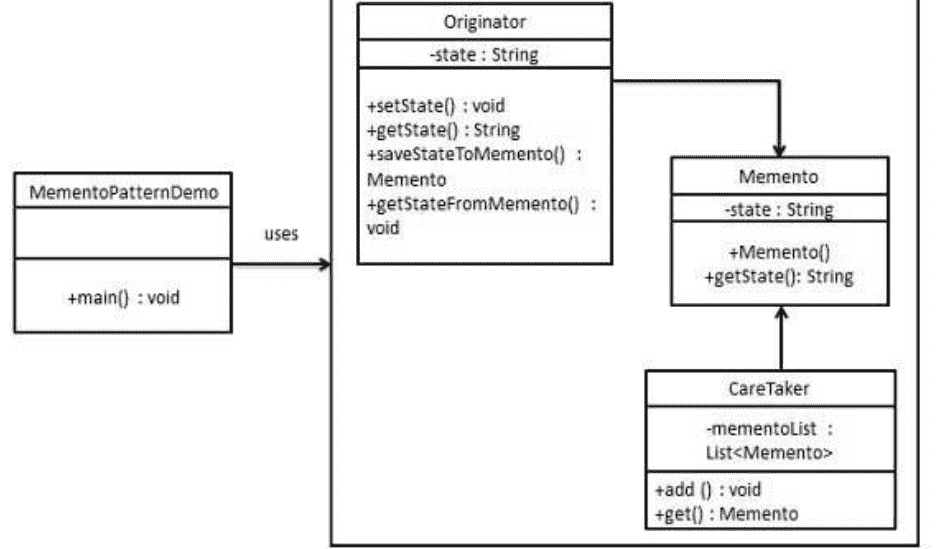 Originator
-state : String
+setState() : void
+getState() : String
+saveStateToMemento() :
Memento
+getStateFromMemento() :
void
MementoPatternDemo
+main() : void
uses
Memento
-state : String
+Memento()
+getState(): String
CareTaker
-mementoList :
List<Memento>
+add () : void
+get() : Memento